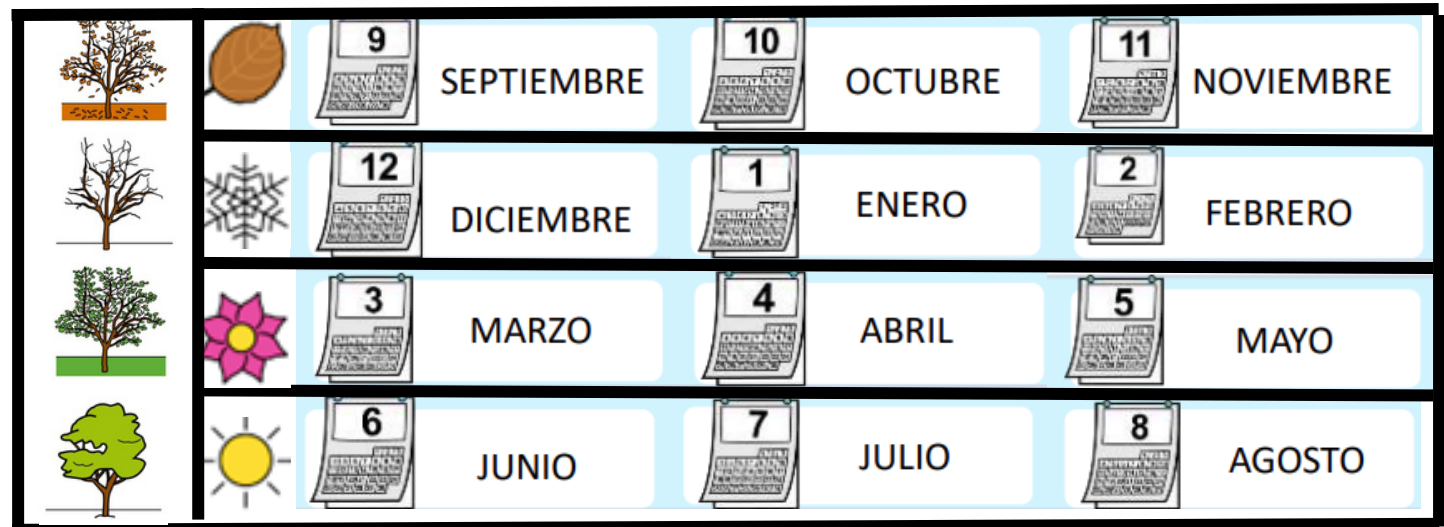 9 SEPTIEMBRE 10 OCTUBRE 11 NOVIEMBRE
12 DICIEMBRE 1 ENERO 2 FEBRERO
3 MARZO 4 ABRIL 5 MAYO
6 JUNIO 7 JULIO 8 AGOSTO